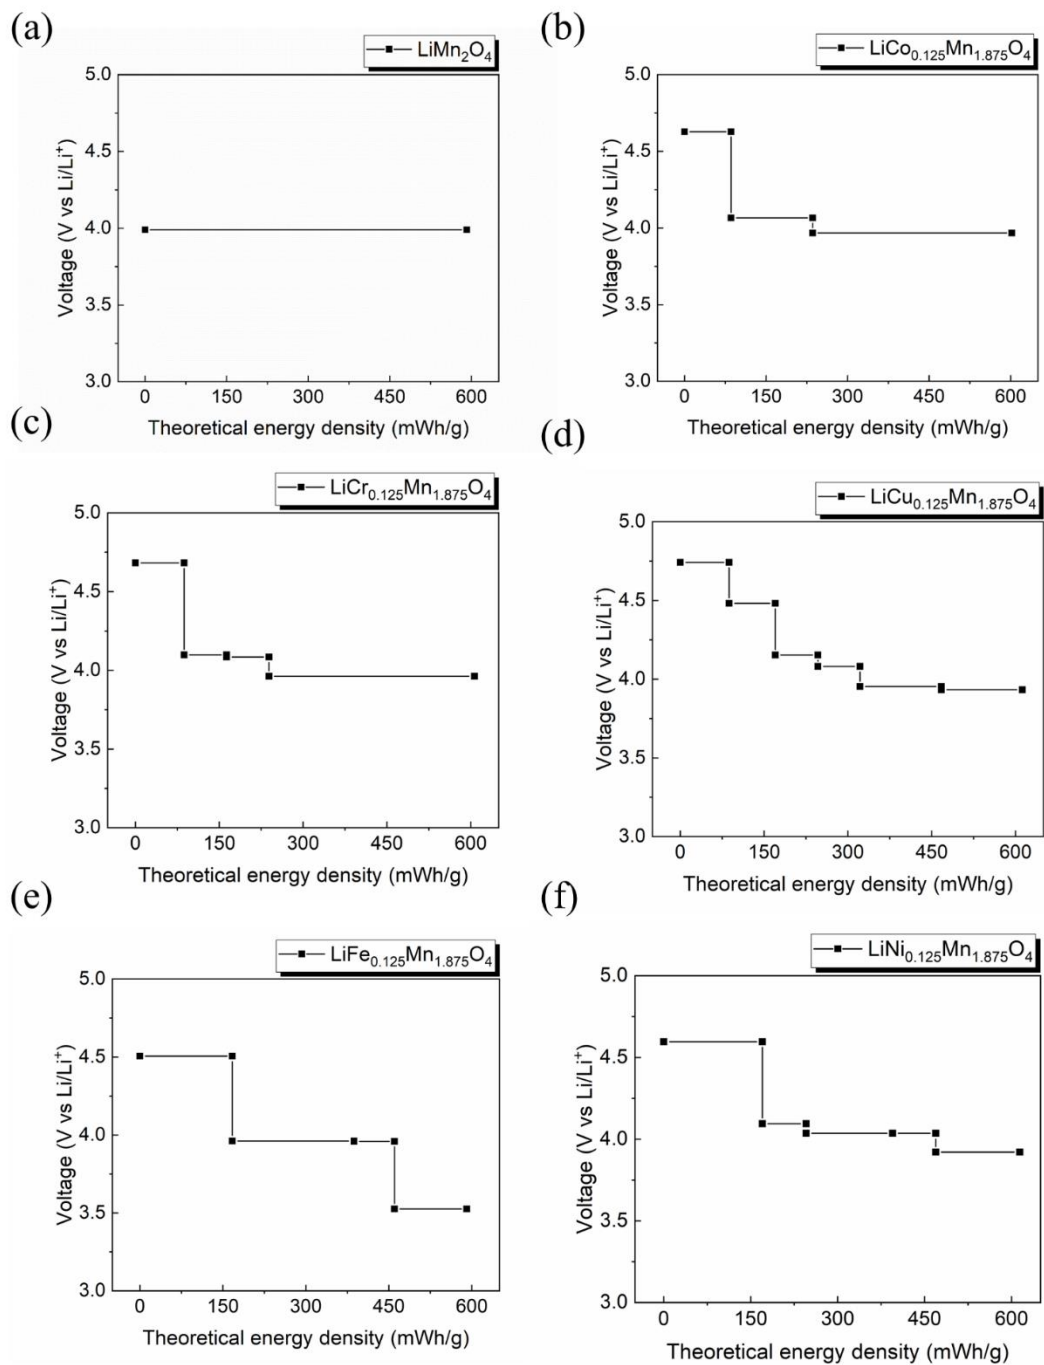 (a)
LiMn₂O₄
5.0
4.5
4.0
3.5
3.0
Voltage (V vs Li/Li⁺)
0 150 300 450 600
Theoretical energy density (mWh/g)
(b)
LiCo₀.₁₂₅Mn₁.₈₇₅O₄
5.0
4.5
4.0
3.5
3.0
Voltage (V vs Li/Li⁺)
0 150 300 450 600
Theoretical energy density (mWh/g)
(c)
LiCr₀.₁₂₅Mn₁.₈₇₅O₄
5.0
4.5
4.0
3.5
3.0
Voltage (V vs Li/Li⁺)
0 150 300 450 600
Theoretical energy density (mWh/g)
(d)
LiCu₀.₁₂₅Mn₁.₈₇₅O₄
5.0
4.5
4.0
3.5
3.0
Voltage (V vs Li/Li⁺)
0 150 300 450 600
Theoretical energy density (mWh/g)
(e)
LiFe₀.₁₂₅Mn₁.₈₇₅O₄
5.0
4.5
4.0
3.5
3.0
Voltage (V vs Li/Li⁺)
0 150 300 450 600
Theoretical energy density (mWh/g)
(f)
LiNi₀.₁₂₅Mn₁.₈₇₅O₄
5.0
4.5
4.0
3.5
3.0
Voltage (V vs Li/Li⁺)
0 150 300 450 600
Theoretical energy density (mWh/g)